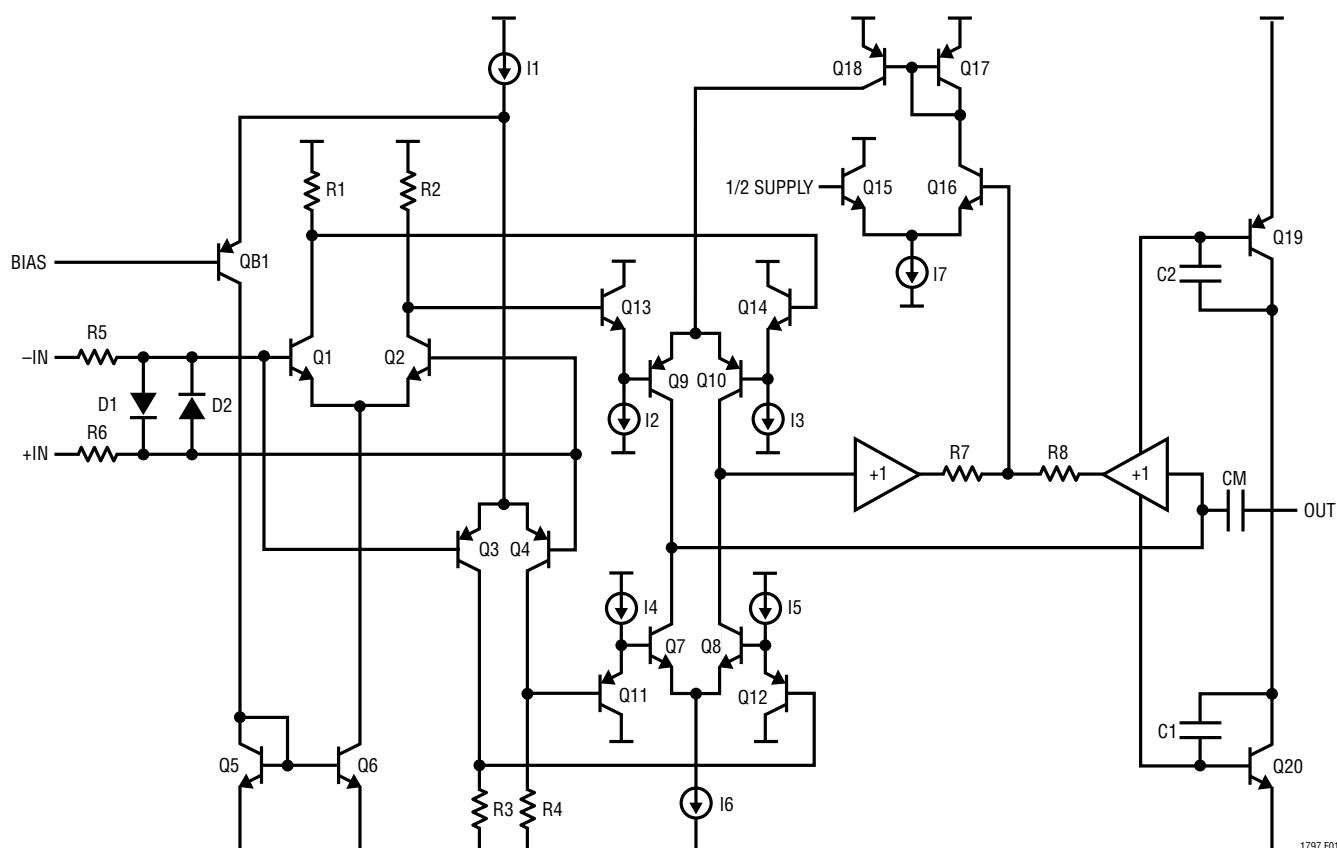 I1
Q18
Q17
R1
R2
1/2 SUPPLY
Q15
Q16
BIAS
QB1
Q19
C2
I7
Q13
Q14
R5
–IN
Q1
Q2
Q9
Q10
D1
D2
I2
I3
R6
+IN
+1
R7
R8
+1
CM
OUT
Q3
Q4
I4
I5
Q7
Q8
Q11
Q12
C1
Q5
Q6
Q20
R3
R4
I6
1797 F01